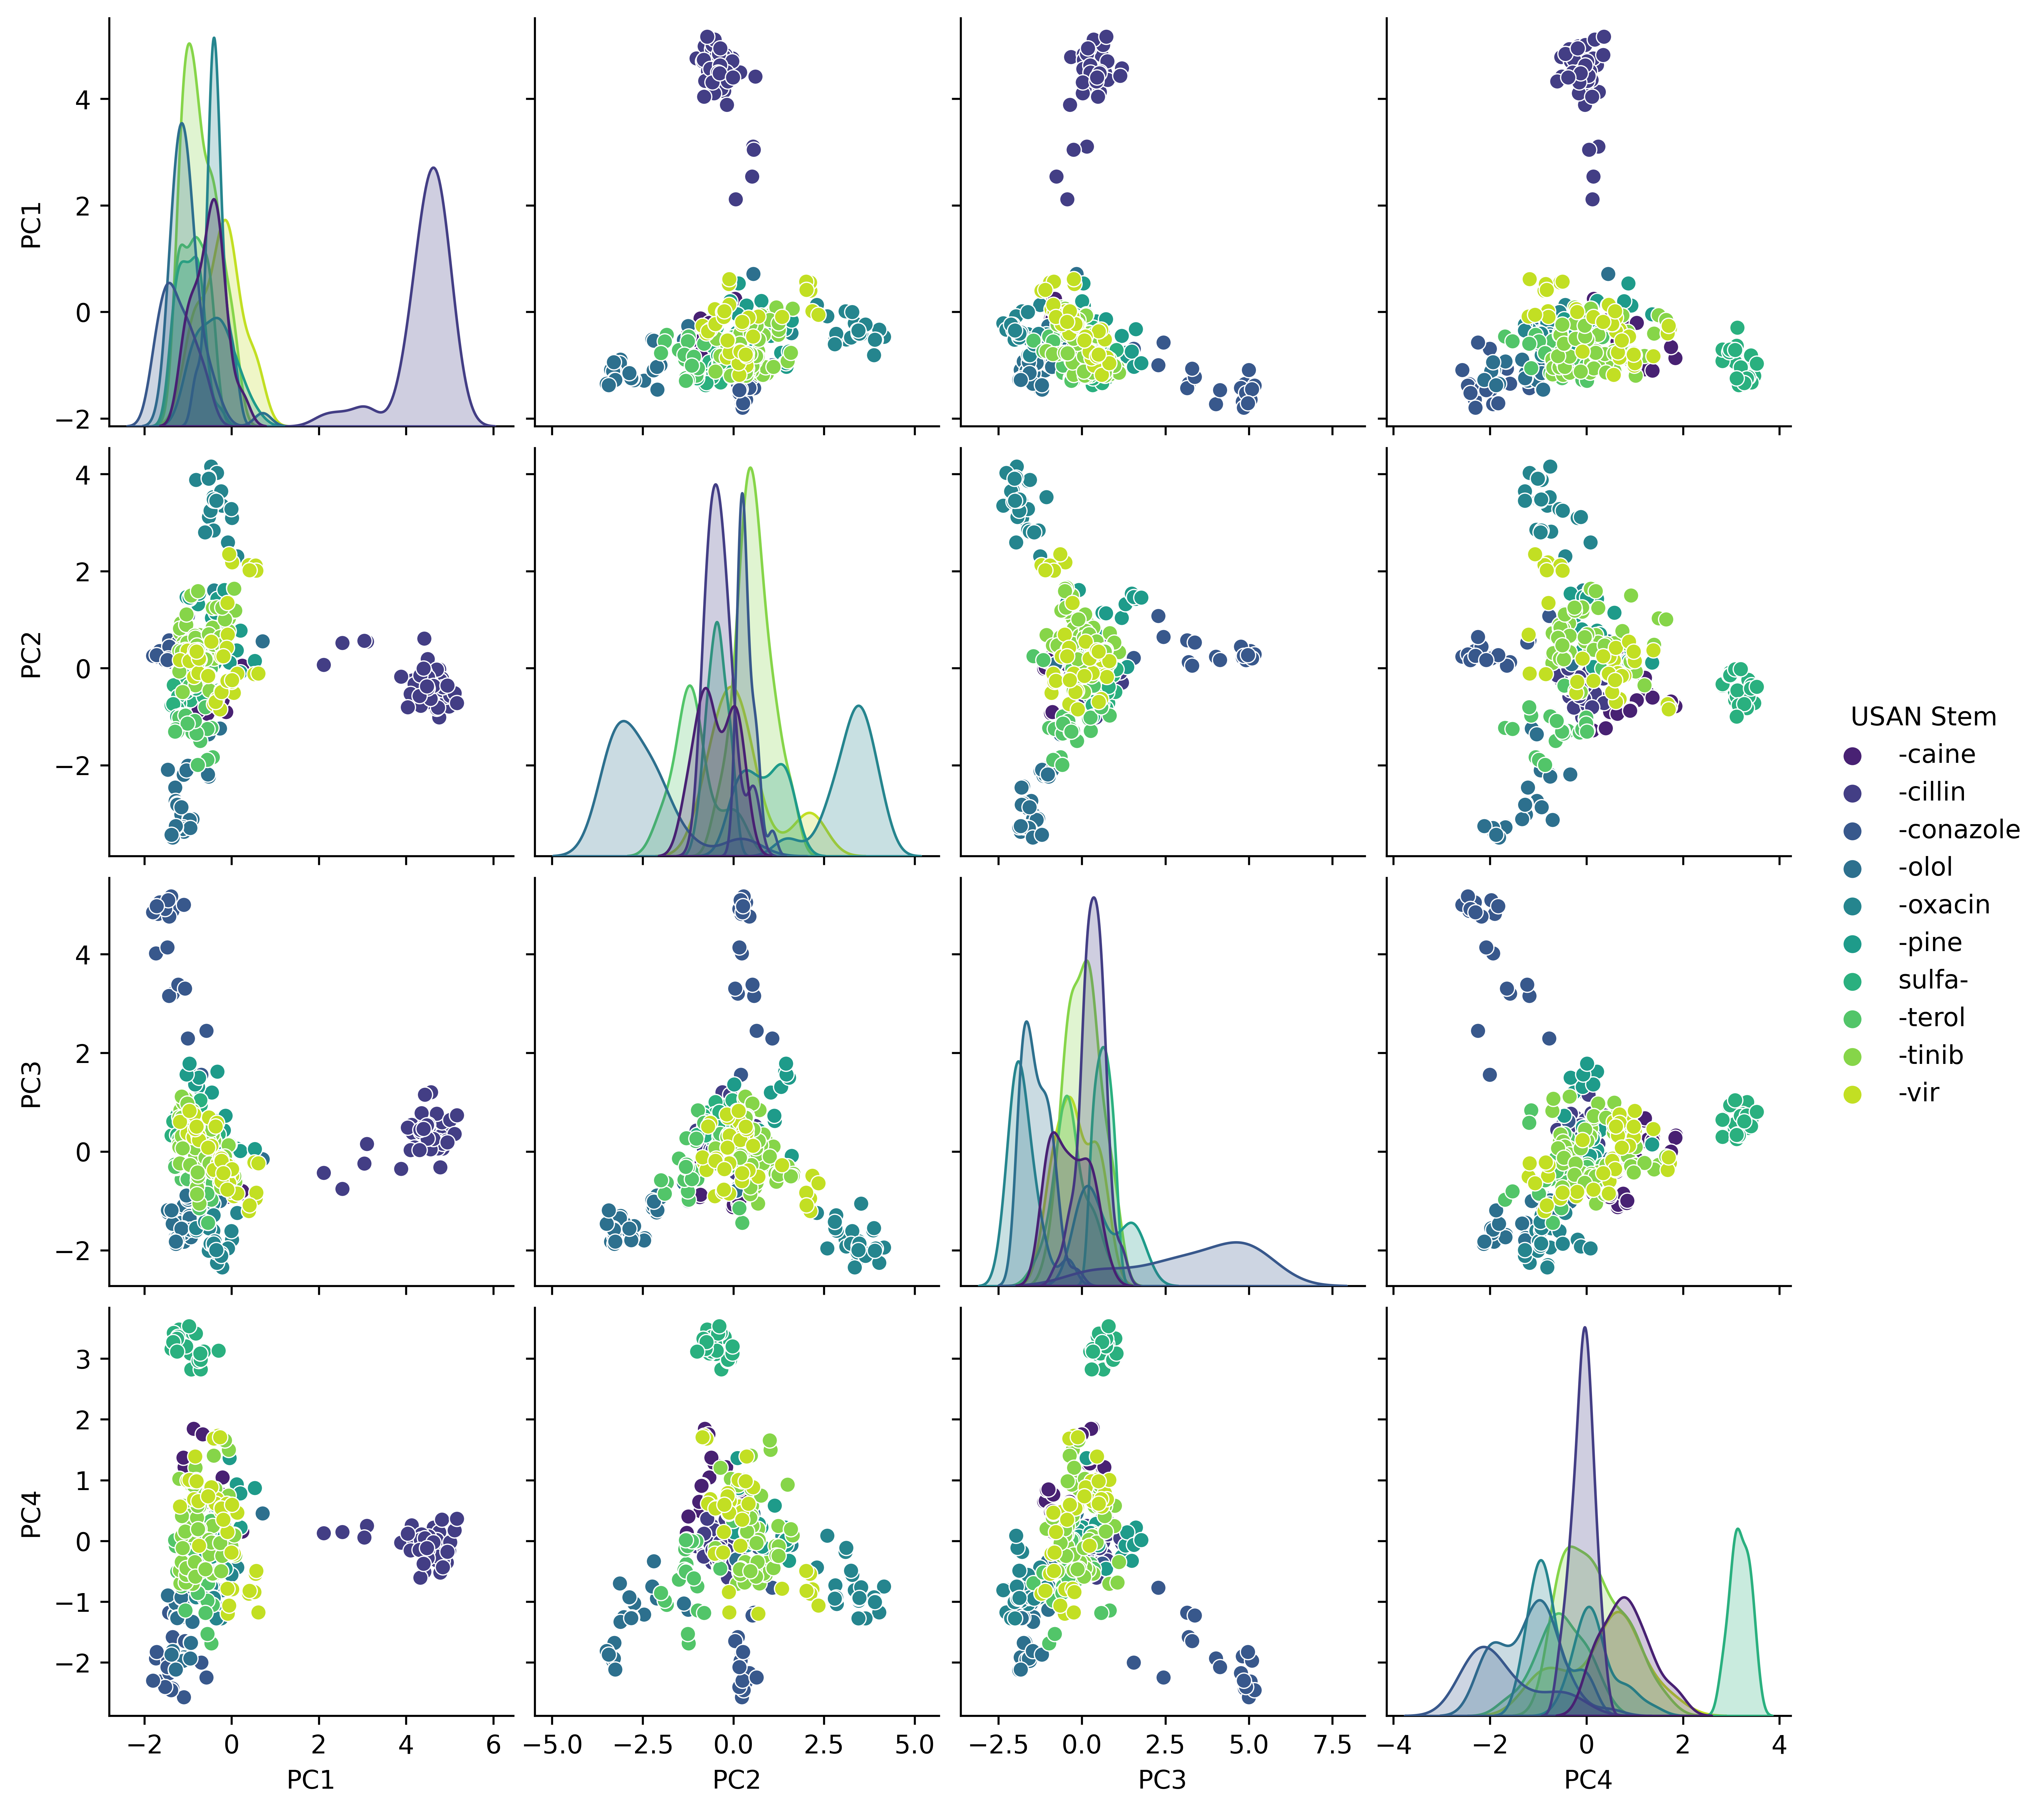 PC1
4
2
0
−2
PC2
4
2
0
−2
PC3
4
2
0
−2
PC4
3
2
1
0
−1
−2
−2 0 2 4 6
−5.0 −2.5 0.0 2.5 5.0
−2.5 0.0 2.5 5.0 7.5
−4 −2 0 2 4
PC1 PC2 PC3 PC4
USAN Stem
-caine
-cillin
-conazole
-olol
-oxacin
-pine
sulfa-
-terol
-tinib
-vir